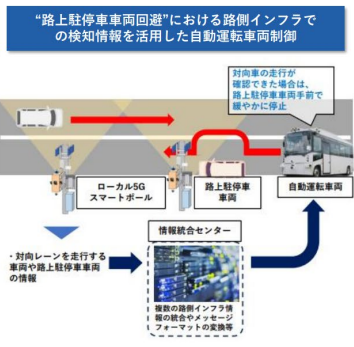 “路上駐停車車両回避”における路側インフラで
の検知情報を活用した自動運転車両制御
対向車の走行が
確認できた場合は、
路上駐停車車両手前で
緩やかに停止
ローカル5G
スマートポール
路上駐停車
車両
自動運転車両
・対向レーンを走行する
車両や路上駐停車車両
の情報
情報統合センター
複数の路側インフラ情
報の統合やメッセージ
フォーマットの変換等